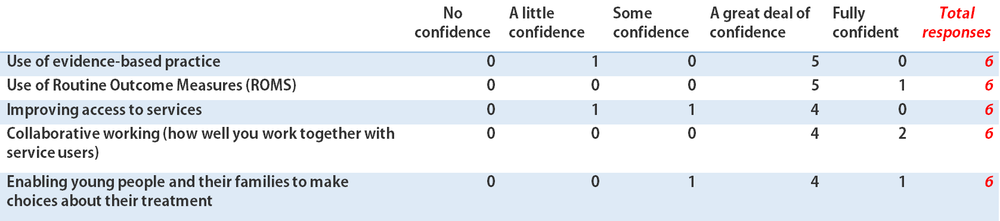 No confidence A little confidence Some confidence A great deal of confidence Fully confident Total responses
Use of evidence-based practice 0 1 0 5 0 6
Use of Routine Outcome Measures (ROMS) 0 0 0 5 1 6
Improving access to services 0 1 1 4 0 6
Collaborative working (how well you work together with 0 0 0 4 2 6
service users)
Enabling young people and their families to make 0 0 1 4 1 6
choices about their treatment